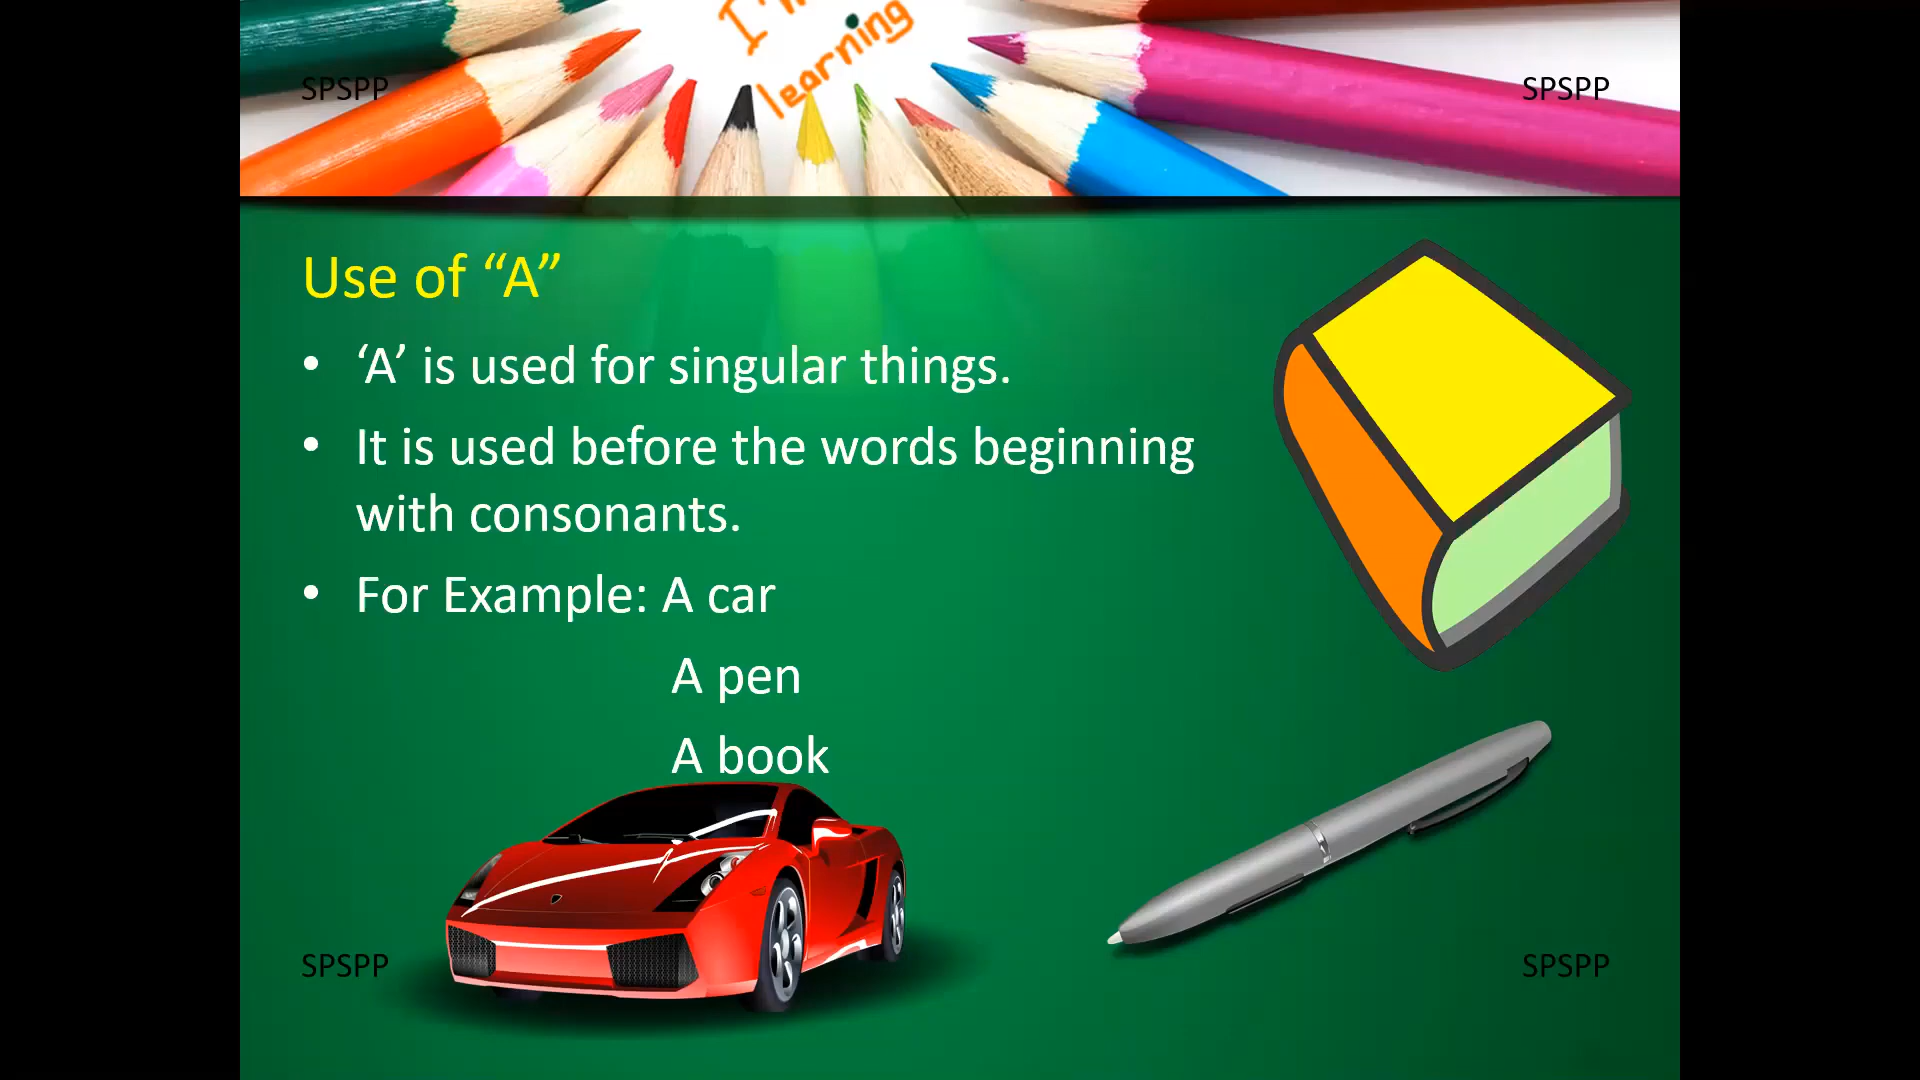 I'm
learning
SPSPP
SPSPP
Use of “A”
• ‘A’ is used for singular things.
• It is used before the words beginning
with consonants.
• For Example: A car
A pen
A book
SPSPP
SPSPP